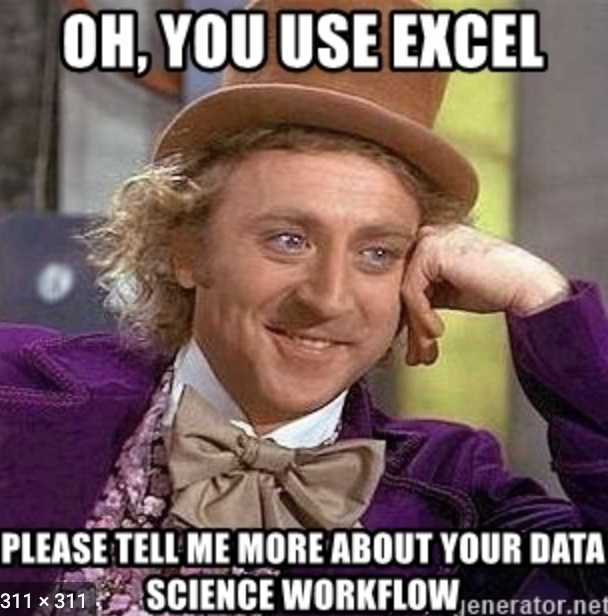 OH, YOU USE EXCEL
PLEASE TELL ME MORE ABOUT YOUR DATA
SCIENCE WORKFLOW
311 × 311
enerator.net